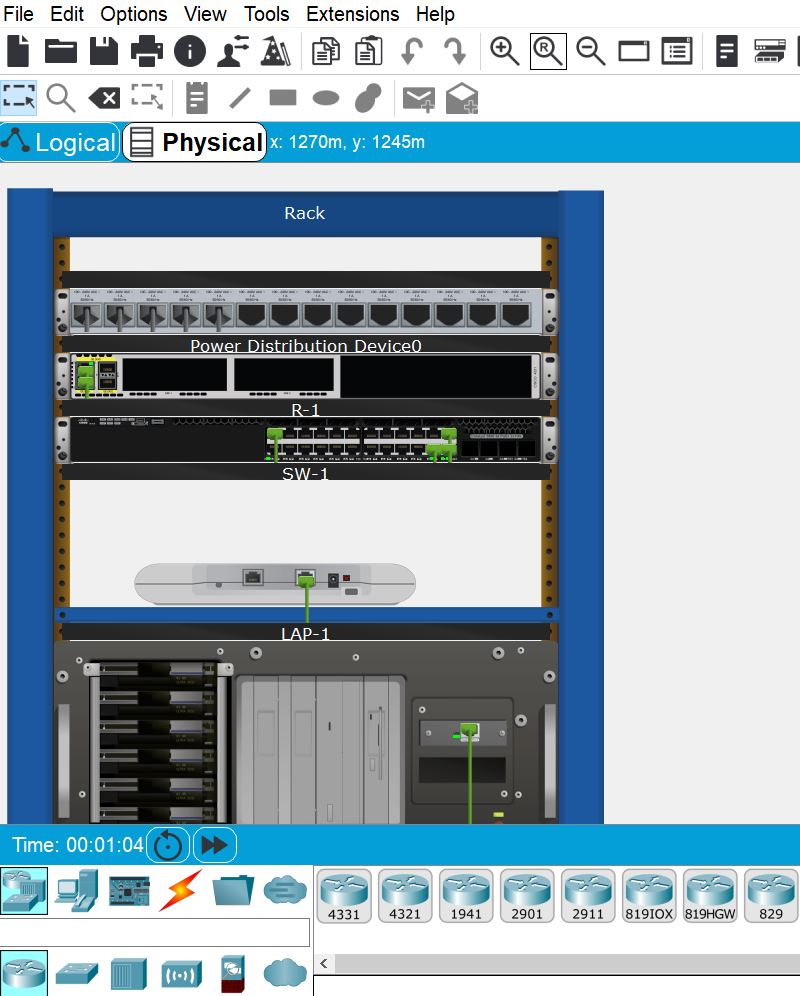 File Edit Options View Tools Extensions Help
Logical Physical x: 1270m, y: 1245m
Rack
Power Distribution Device0
R-1
SW-1
LAP-1
Time: 00:01:04
4331 4321 1941 2901 2911 819IOX 819HGW 829